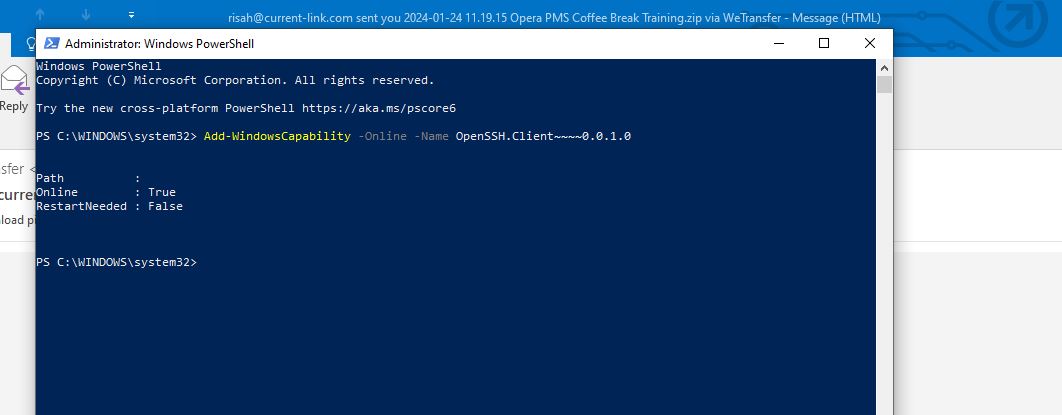 risah@current-link.com sent you 2024-01-24 11.19.15 Opera PMS Coffee Break Training.zip via WeTransfer - Message (HTML)
Administrator: Windows PowerShell
Windows PowerShell
Copyright (C) Microsoft Corporation. All rights reserved.
Reply
Try the new cross-platform PowerShell https://aka.ms/pscore6
PS C:\WINDOWS\system32> Add-WindowsCapability -Online -Name OpenSSH.Client~~~~0.0.1.0
sfer <
Path :
curre
Online : True
RestartNeeded : False
load pi
PS C:\WINDOWS\system32>